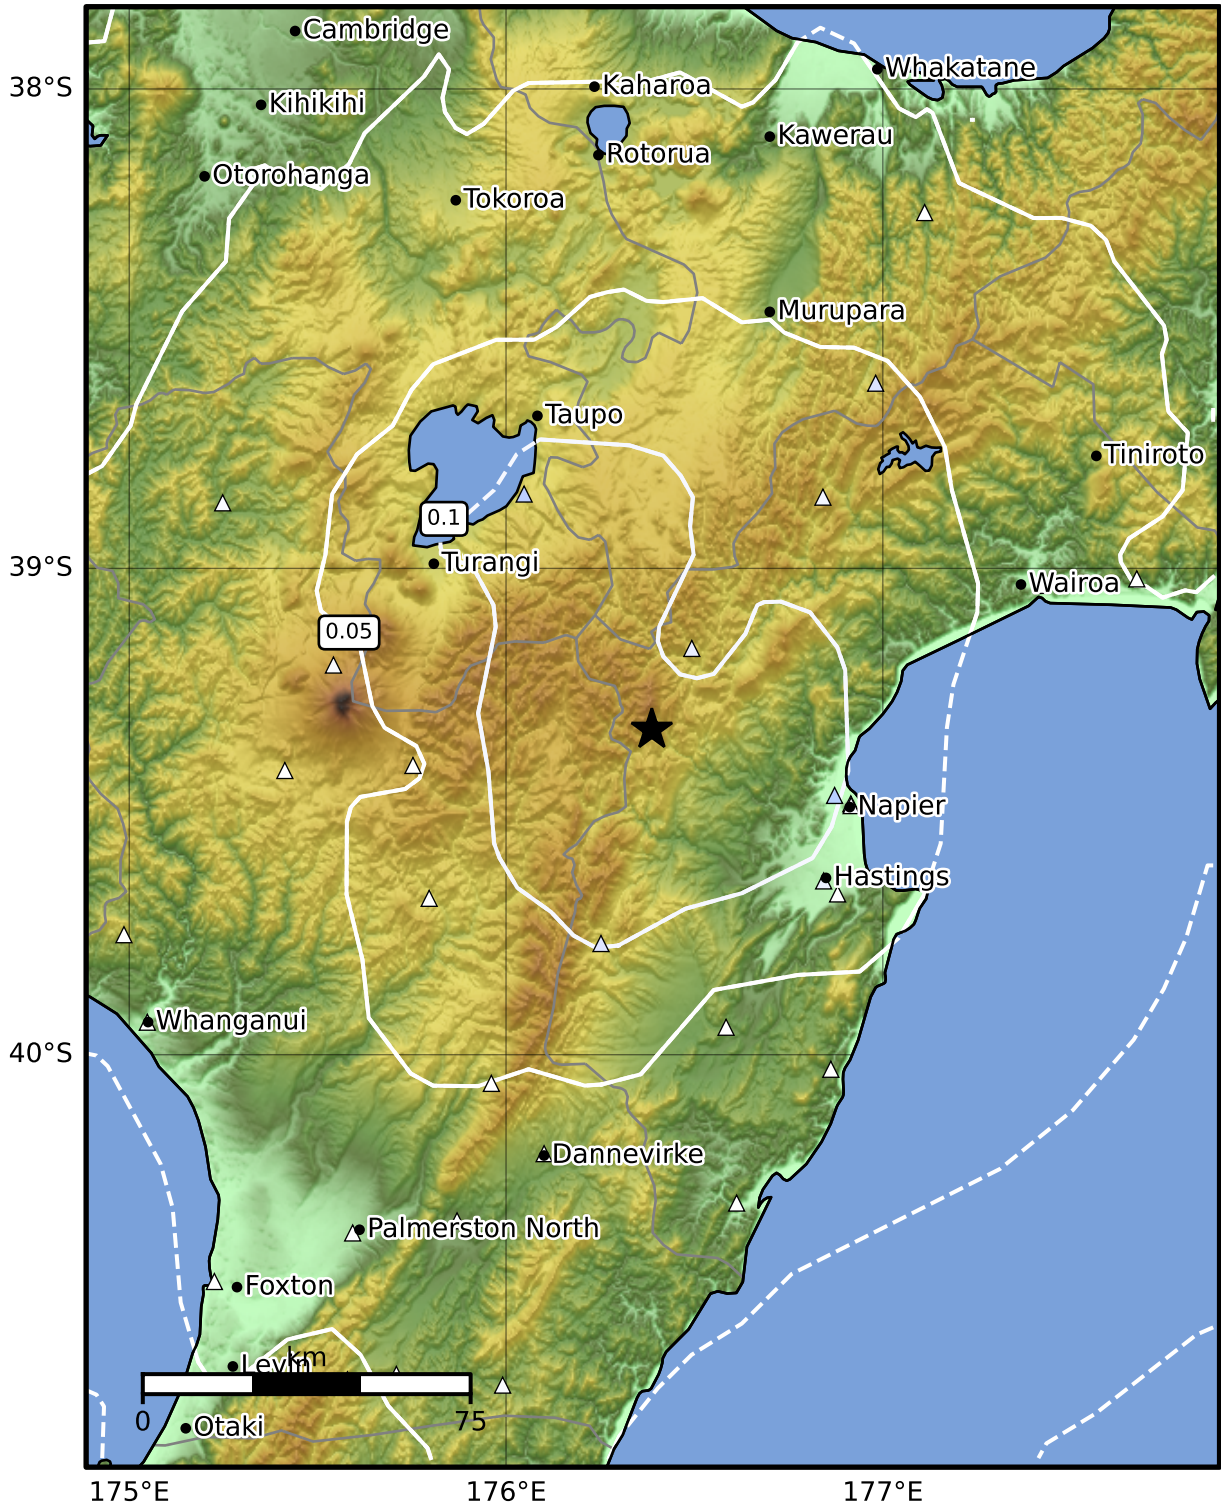 Cambridge
Whakatane
38°S
Kaharoa
Kihikihi
Kawerau
Rotorua
Otorohanga
Tokoroa
Murupara
Taupo
Tiniroto
0.1
Turangi
39°S
Wairoa
0.05
Napier
Hastings
Whanganui
40°S
Dannevirke
Palmerston North
Foxton
km
Levin
0
75
Otaki
175°E
176°E
177°E